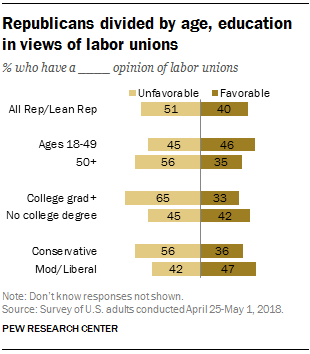 Republicans divided by age, education
in views of labor unions
% who have a _____ opinion of labor unions
Unfavorable Favorable
All Rep/Lean Rep 51 40
Ages 18-49 45 46
50+ 56 35
College grad+ 65 33
No college degree 45 42
Conservative 56 36
Mod/Liberal 42 47
Note: Don't know responses not shown.
Source: Survey of U.S. adults conducted April 25-May 1, 2018.
PEW RESEARCH CENTER